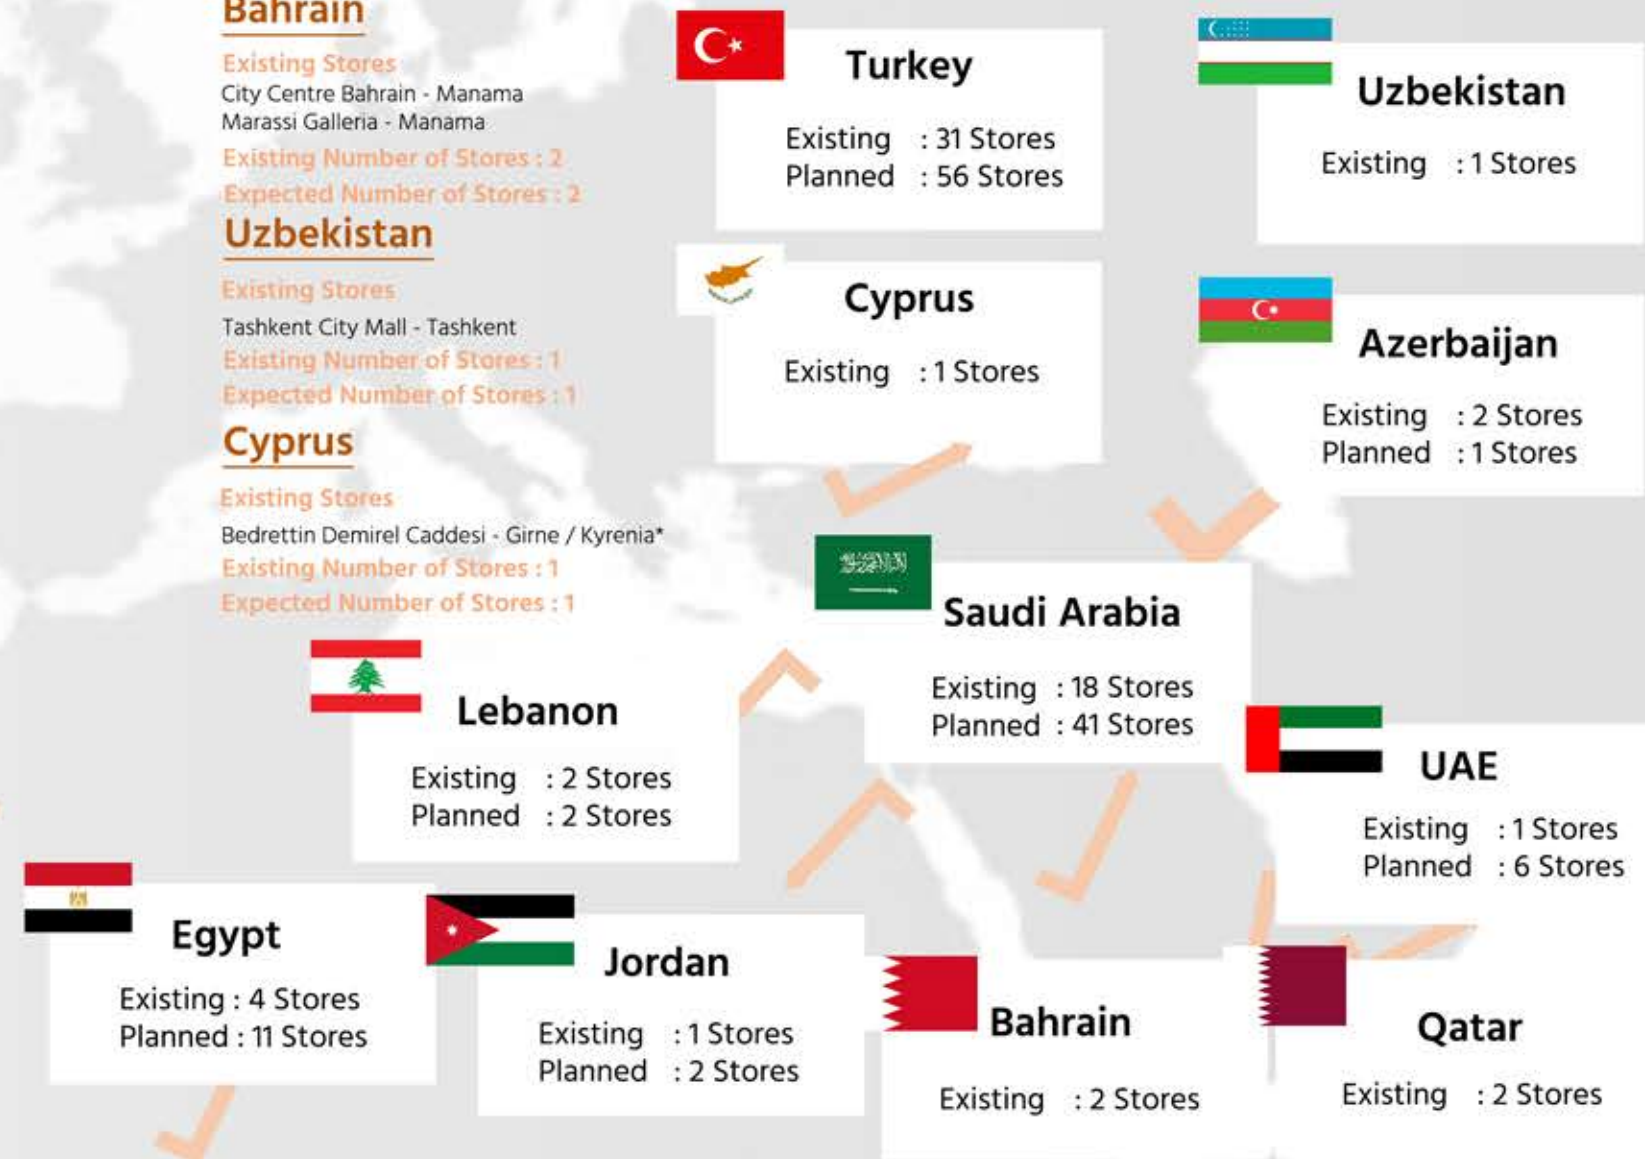 Bahrain
Existing Stores
City Centre Bahrain - Manama
Marassi Galleria - Manama
Existing Number of Stores : 2
Expected Number of Stores : 2
Uzbekistan
Existing Stores
Tashkent City Mall - Tashkent
Existing Number of Stores : 1
Expected Number of Stores : 1
Cyprus
Existing Stores
Bedrettin Demirel Caddesi - Girne / Kyrenia*
Existing Number of Stores : 1
Expected Number of Stores : 1
Turkey
Existing : 31 Stores
Planned : 56 Stores
Uzbekistan
Existing : 1 Stores
Cyprus
Existing : 1 Stores
Azerbaijan
Existing : 2 Stores
Planned : 1 Stores
Saudi Arabia
Existing : 18 Stores
Planned : 41 Stores
Lebanon
Existing : 2 Stores
Planned : 2 Stores
UAE
Existing : 1 Stores
Planned : 6 Stores
Egypt
Existing : 4 Stores
Planned : 11 Stores
Jordan
Existing : 1 Stores
Planned : 2 Stores
Bahrain
Existing : 2 Stores
Qatar
Existing : 2 Stores